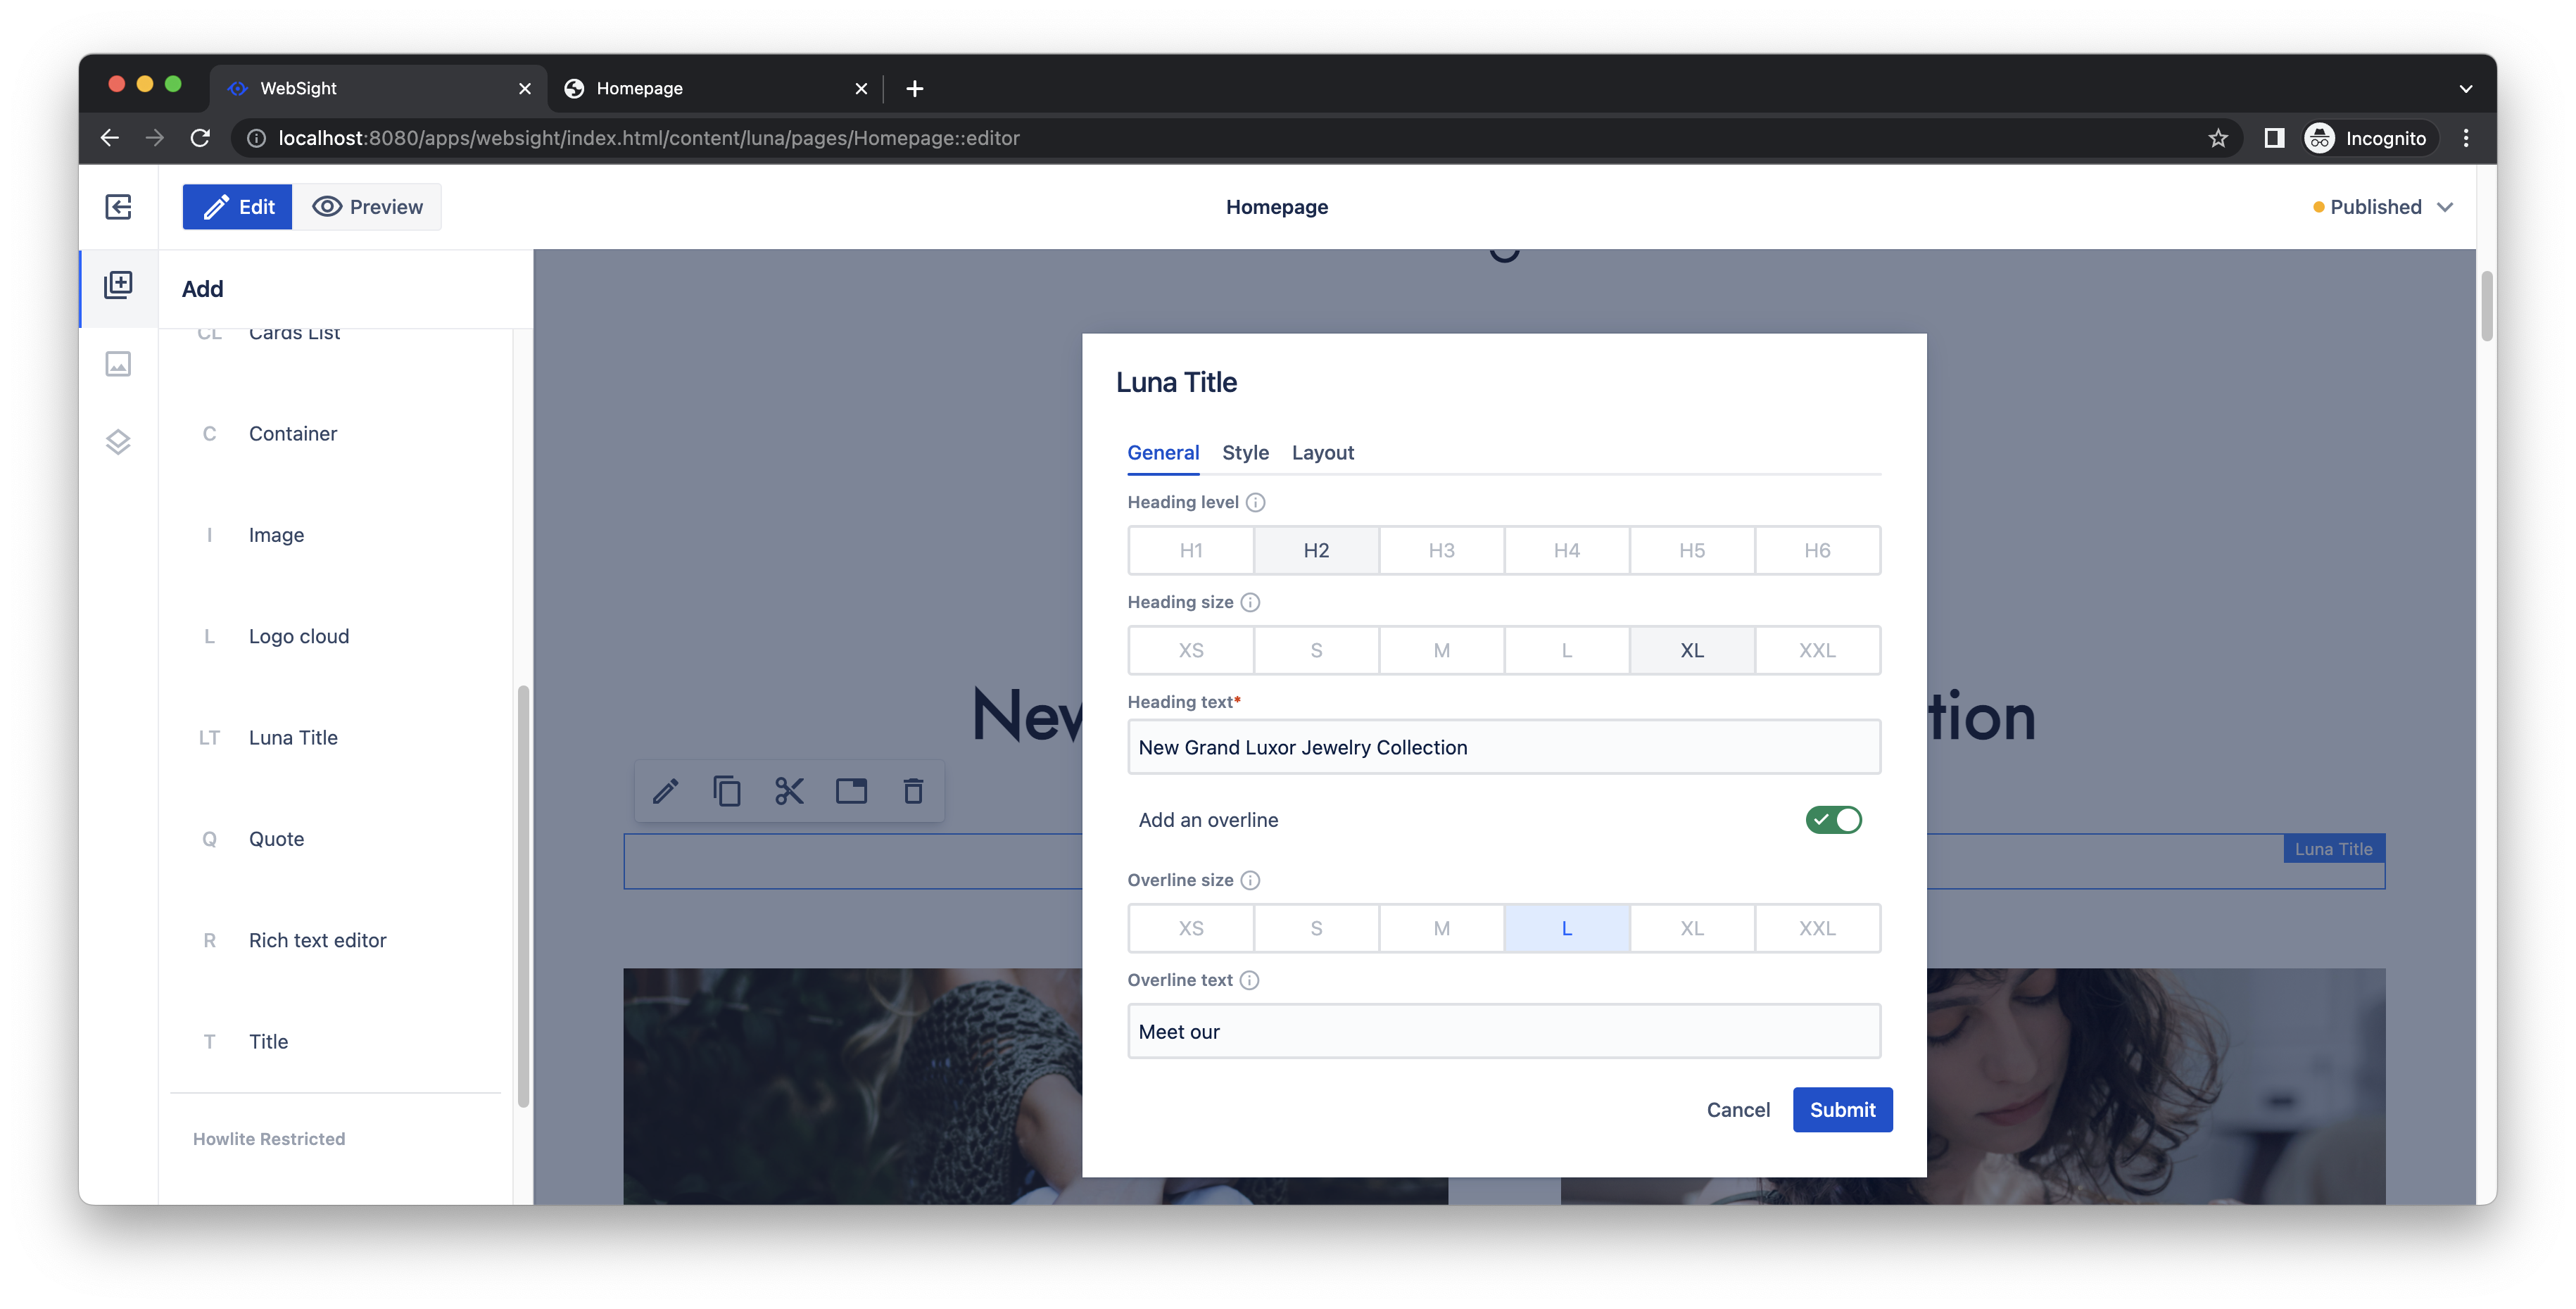 WebSight
Homepage
localhost:8080/apps/websight/index.html/content/luna/pages/Homepage::editor
Incognito
Edit
Preview
Homepage
Published
Add
CL Cards List
C Container
I Image
L Logo cloud
LT Luna Title
Q Quote
R Rich text editor
T Title
Howlite Restricted
New
tion
Luna Title
Luna Title
General Style Layout
Heading level
H1 H2 H3 H4 H5 H6
Heading size
XS S M L XL XXL
Heading text*
New Grand Luxor Jewelry Collection
Add an overline
Overline size
XS S M L XL XXL
Overline text
Meet our
Cancel Submit